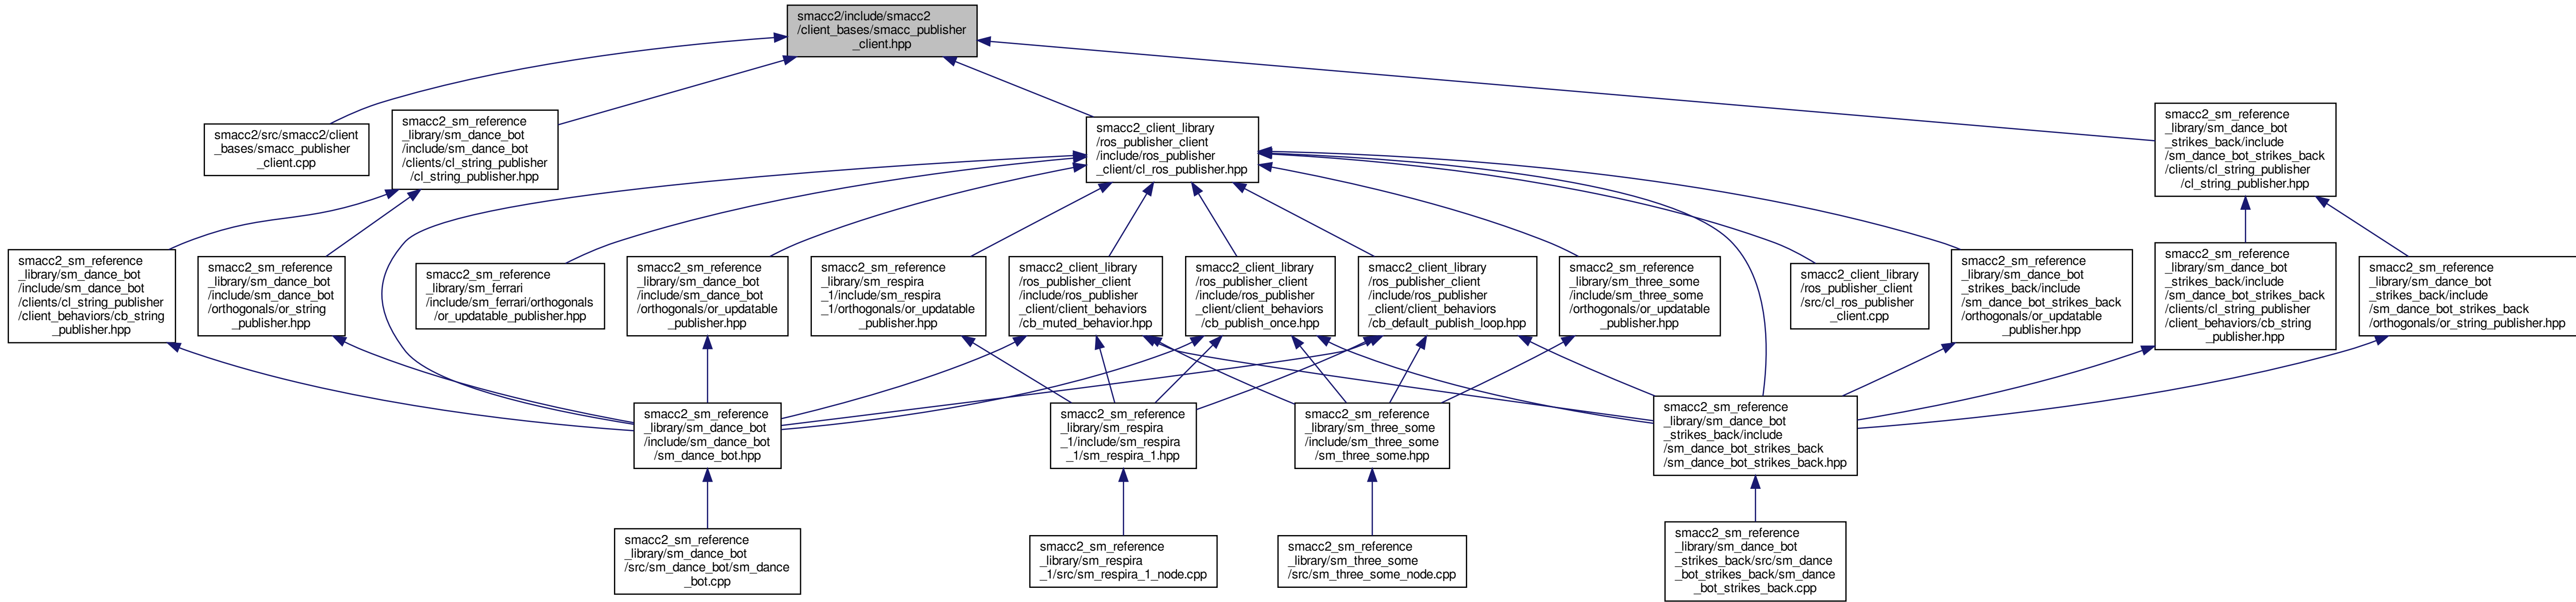 smacc2/include/smacc2
/client_bases/smacc_publisher
_client.hpp
smacc2/src/smacc2/client
_bases/smacc_publisher
_client.cpp
smacc2_sm_reference
_library/sm_dance_bot
/include/sm_dance_bot
/clients/cl_string_publisher
/cl_string_publisher.hpp
smacc2_client_library
/ros_publisher_client
/include/ros_publisher
_client/cl_ros_publisher.hpp
smacc2_sm_reference
_library/sm_dance_bot
_strikes_back/include
/sm_dance_bot_strikes_back
/clients/cl_string_publisher
/cl_string_publisher.hpp
smacc2_sm_reference
_library/sm_dance_bot
/include/sm_dance_bot
/clients/cl_string_publisher
/client_behaviors/cb_string
_publisher.hpp
smacc2_sm_reference
_library/sm_dance_bot
/include/sm_dance_bot
/orthogonals/or_string
_publisher.hpp
smacc2_sm_reference
_library/sm_ferrari
/include/sm_ferrari/orthogonals
/or_updatable_publisher.hpp
smacc2_sm_reference
_library/sm_dance_bot
/include/sm_dance_bot
/orthogonals/or_updatable
_publisher.hpp
smacc2_sm_reference
_library/sm_respira
_1/include/sm_respira
_1/orthogonals/or_updatable
_publisher.hpp
smacc2_client_library
/ros_publisher_client
/include/ros_publisher
_client/client_behaviors
/cb_muted_behavior.hpp
smacc2_client_library
/ros_publisher_client
/include/ros_publisher
_client/client_behaviors
/cb_publish_once.hpp
smacc2_client_library
/ros_publisher_client
/include/ros_publisher
_client/client_behaviors
/cb_default_publish_loop.hpp
smacc2_sm_reference
_library/sm_three_some
/include/sm_three_some
/orthogonals/or_updatable
_publisher.hpp
smacc2_client_library
/ros_publisher_client
/src/cl_ros_publisher
_client.cpp
smacc2_sm_reference
_library/sm_dance_bot
_strikes_back/include
/sm_dance_bot_strikes_back
/orthogonals/or_updatable
_publisher.hpp
smacc2_sm_reference
_library/sm_dance_bot
_strikes_back/include
/sm_dance_bot_strikes_back
/clients/cl_string_publisher
/client_behaviors/cb_string
_publisher.hpp
smacc2_sm_reference
_library/sm_dance_bot
_strikes_back/include
/sm_dance_bot_strikes_back
/orthogonals/or_string_publisher.hpp
smacc2_sm_reference
_library/sm_dance_bot
/include/sm_dance_bot
/sm_dance_bot.hpp
smacc2_sm_reference
_library/sm_respira
_1/include/sm_respira
_1/sm_respira_1.hpp
smacc2_sm_reference
_library/sm_three_some
/include/sm_three_some
/sm_three_some.hpp
smacc2_sm_reference
_library/sm_dance_bot
_strikes_back/include
/sm_dance_bot_strikes_back
/sm_dance_bot_strikes_back.hpp
smacc2_sm_reference
_library/sm_dance_bot
/src/sm_dance_bot/sm_dance
_bot.cpp
smacc2_sm_reference
_library/sm_respira
_1/src/sm_respira_1_node.cpp
smacc2_sm_reference
_library/sm_three_some
/src/sm_three_some_node.cpp
smacc2_sm_reference
_library/sm_dance_bot
_strikes_back/src/sm_dance
_bot_strikes_back/sm_dance
_bot_strikes_back.cpp